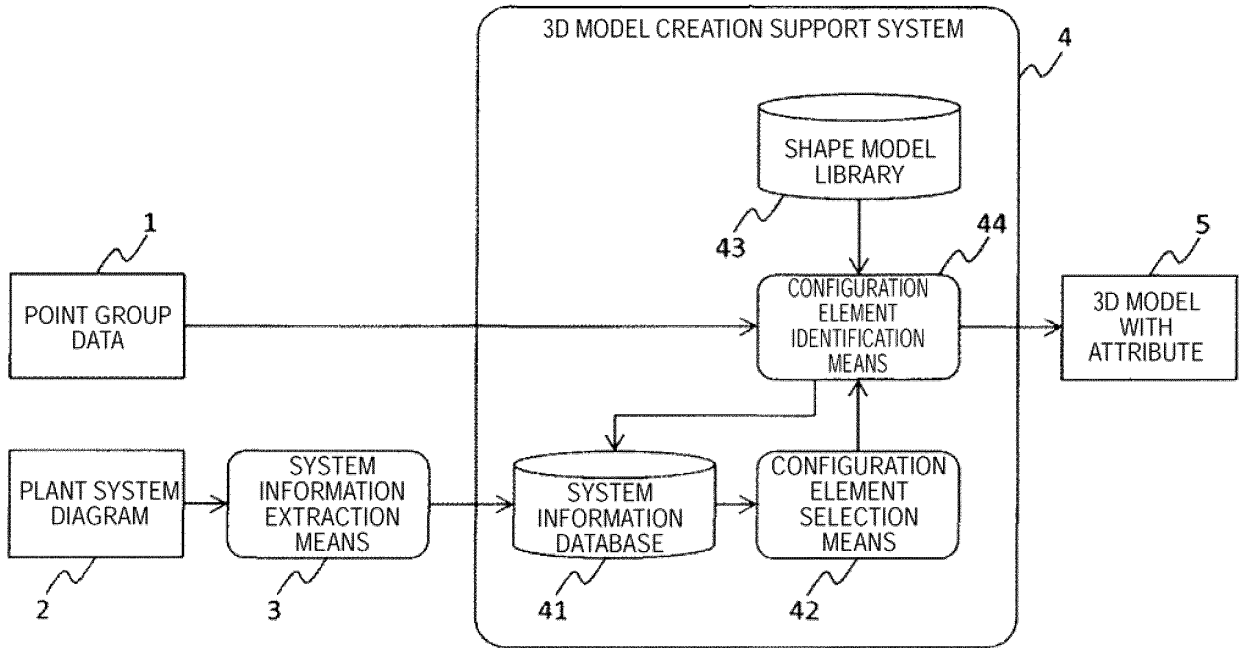 3D MODEL CREATION SUPPORT SYSTEM
4
SHAPE MODEL
LIBRARY
43
44
1
5
POINT GROUP
DATA
CONFIGURATION
ELEMENT
IDENTIFICATION
MEANS
3D MODEL
WITH
ATTRIBUTE
PLANT SYSTEM
DIAGRAM
SYSTEM
INFORMATION
EXTRACTION
MEANS
SYSTEM
INFORMATION
DATABASE
CONFIGURATION
ELEMENT
SELECTION
MEANS
2
3
41
42